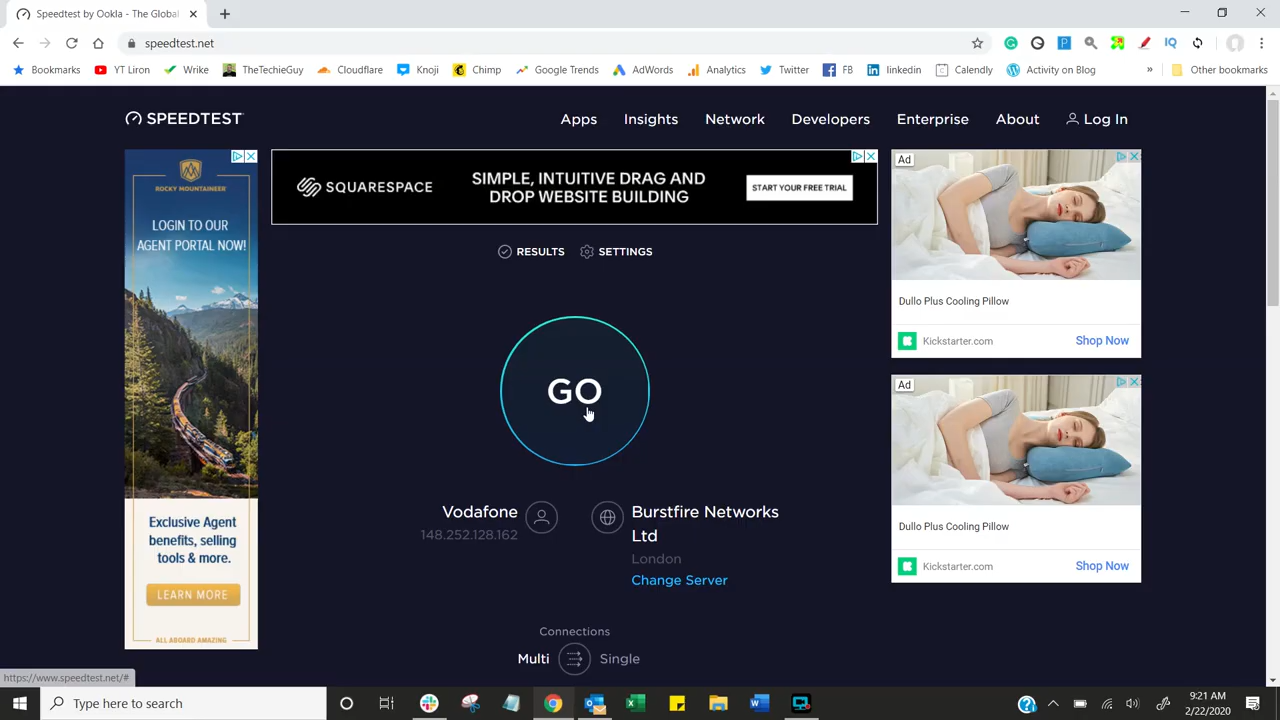 Speedtest by Ookla - The Global
speedtest.net
Bookmarks
YT Liron
Wrike
TheTechieGuy
Cloudflare
Knoji
Chimp
Google Trends
AdWords
Analytics
Twitter
FB
linkedin
Calendly
Activity on Blog
»
Other bookmarks
SPEEDTEST
Apps
Insights
Network
Developers
Enterprise
About
Log In
ROCKY MOUNTAINEER
LOGIN TO OUR
AGENT PORTAL NOW!
Exclusive Agent
benefits, selling
tools & more.
LEARN MORE
ALL ABOARD AMAZING
SQUARESPACE
SIMPLE, INTUITIVE DRAG AND
DROP WEBSITE BUILDING
START YOUR FREE TRIAL
RESULTS
SETTINGS
GO
Vodafone
148.252.128.162
Burstfire Networks
Ltd
London
Change Server
Connections
Multi
Single
Ad
Dullo Plus Cooling Pillow
Kickstarter.com
Shop Now
Ad
Dullo Plus Cooling Pillow
Kickstarter.com
Shop Now
https://www.speedtest.net/#
Type here to search
9:21 AM
2/22/2020